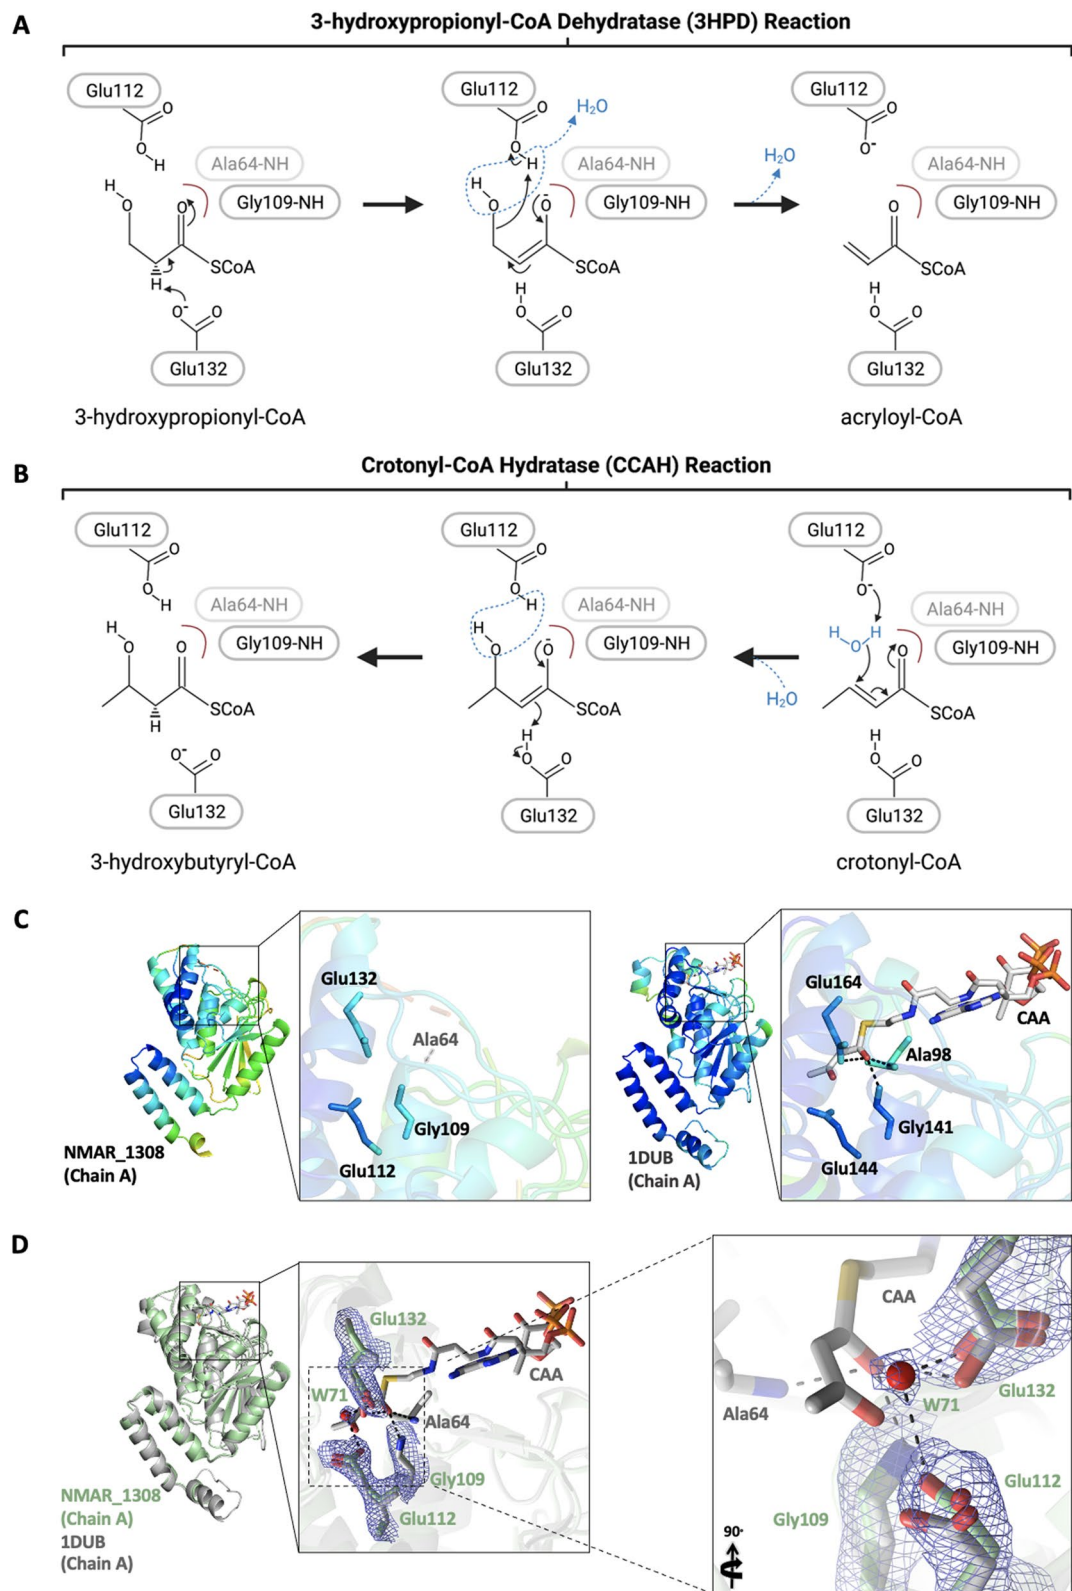 A
3-hydroxypropionyl-CoA Dehydratase (3HPD) Reaction
Glu112
O
O
H
Ala64-NH
Gly109-NH
H
O
O
SCoA
H
O-
O
Glu132
3-hydroxypropionyl-CoA
Glu112
O
O
H
H2O
Ala64-NH
Gly109-NH
H
O
O-
SCoA
H
O
O
Glu132
H2O
Glu112
O
O-
Ala64-NH
Gly109-NH
O
SCoA
H
O
O
Glu132
acryloyl-CoA
B
Crotonyl-CoA Hydratase (CCAH) Reaction
Glu112
O
O
H
Ala64-NH
Gly109-NH
H
O
O
SCoA
H
O-
O
Glu132
3-hydroxybutyryl-CoA
Glu112
O
O
H
Ala64-NH
Gly109-NH
H
O
O-
SCoA
H
O
O
Glu132
H2O
Glu112
O
O-
Ala64-NH
Gly109-NH
H
O
H
O
SCoA
H
O
O
Glu132
crotonyl-CoA
C
NMAR_1308
(Chain A)
Glu132
Ala64
Gly109
Glu112
1DUB
(Chain A)
Glu164
CAA
Ala98
Gly141
Glu144
D
NMAR_1308
(Chain A)
1DUB
(Chain A)
Glu132
W71
CAA
Ala64
Gly109
Glu112
CAA
Ala64
W71
Glu132
Gly109
Glu112
90°